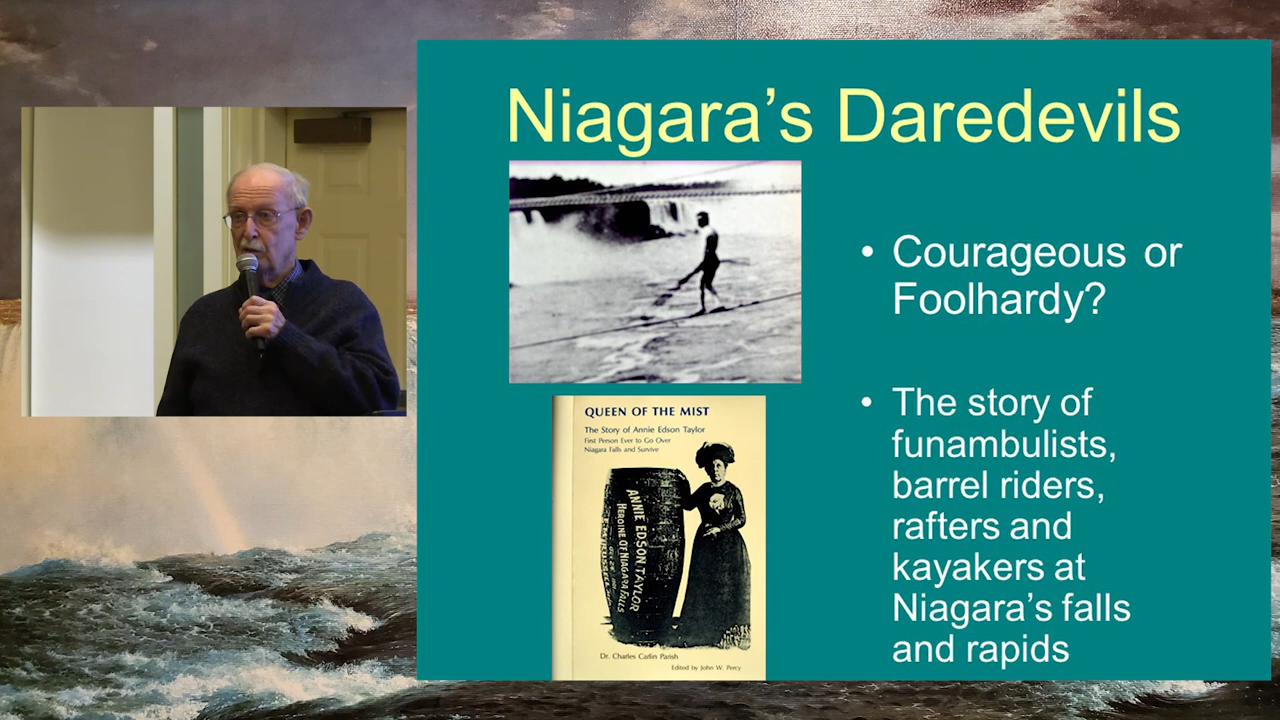 Niagara’s Daredevils
• Courageous or
Foolhardy?
• The story of
funambulists,
barrel riders,
rafters and
kayakers at
Niagara’s falls
and rapids
QUEEN OF THE MIST
The Story of Annie Edson Taylor
First Person Ever to Go Over
Niagara Falls and Survive
ANNIE EDSON TAYLOR
HEROINE OF NIAGARA FALLS
Dr. Charles Carlin Parish
Edited by John W. Percy